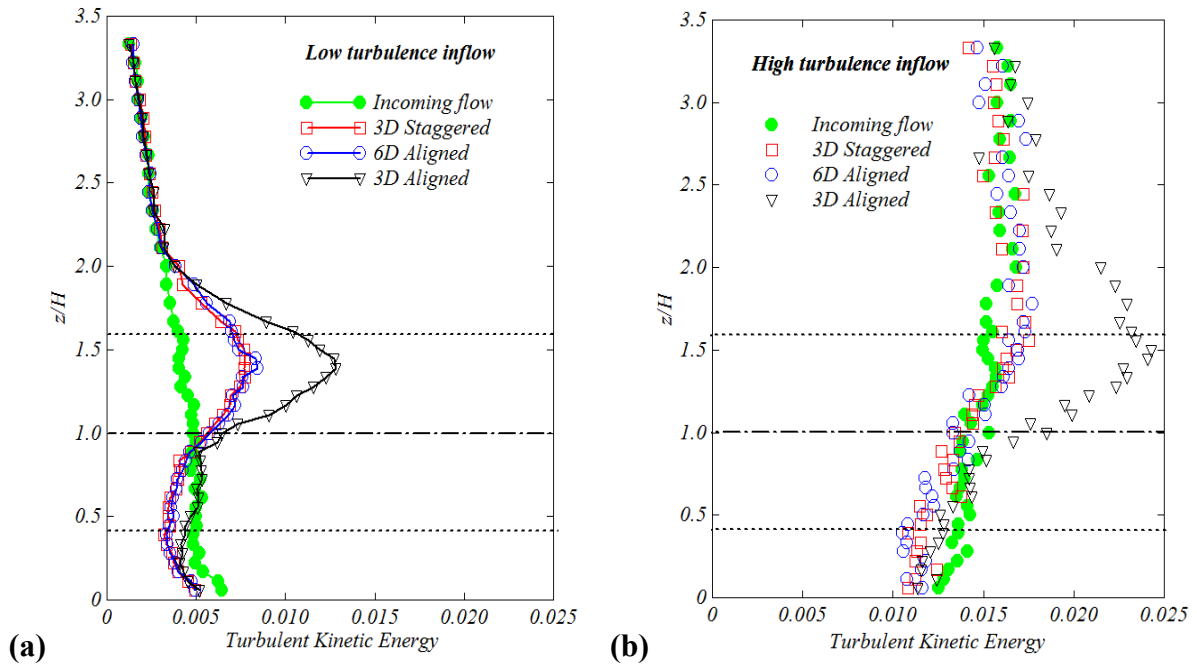 3.5
3.0
2.5
2.0
z/H
1.5
1.0
0.5
0
0 0.005 0.010 0.015 0.020 0.025
Turbulent Kinetic Energy
Low turbulence inflow
Incoming flow
3D Staggered
6D Aligned
3D Aligned
(a)
3.5
3.0
2.5
2.0
z/H
1.5
1.0
0.5
0
0 0.005 0.010 0.015 0.020 0.025
Turbulent Kinetic Energy
High turbulence inflow
Incoming flow
3D Staggered
6D Aligned
3D Aligned
(b)